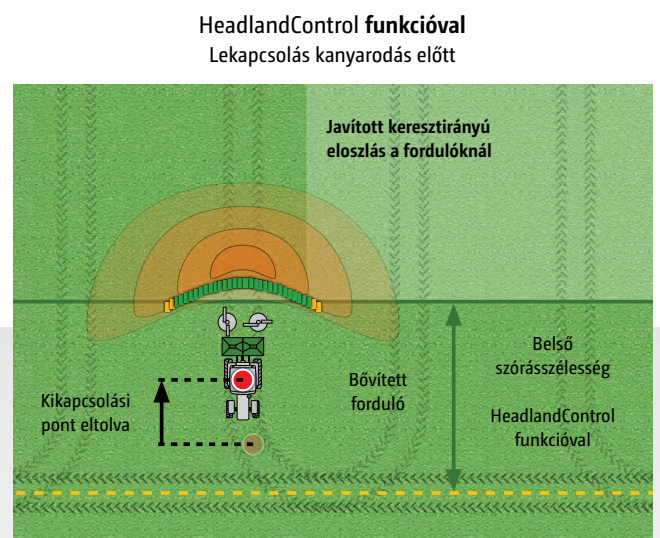 HeadlandControl funkcióval
Lekapcsolás kanyarodás előtt
Javított keresztirányú
eloszlás a fordulóknál
Kikapcsolási
pont eltolva
Bővített
forduló
Belső
szórásszélesség
HeadlandControl
funkcióval